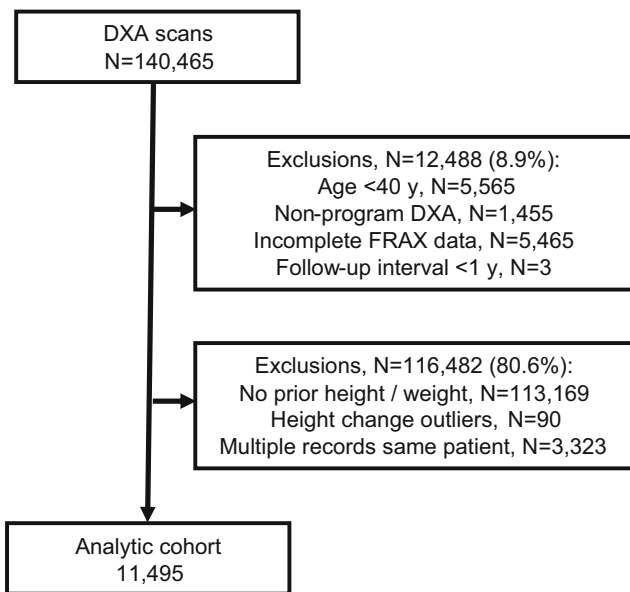 DXA scans
N=140,465
Exclusions, N=12,488 (8.9%):
Age <40 y, N=5,565
Non-program DXA, N=1,455
Incomplete FRAX data, N=5,465
Follow-up interval <1 y, N=3
Exclusions, N=116,482 (80.6%):
No prior height / weight, N=113,169
Height change outliers, N=90
Multiple records same patient, N=3,323
Analytic cohort
11,495